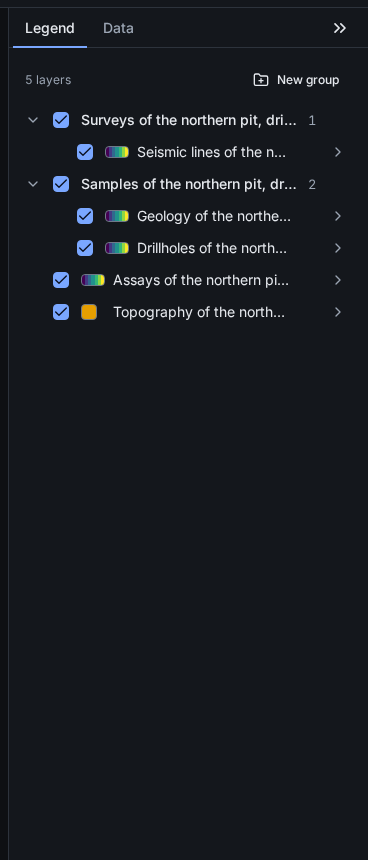 Legend Data
5 layers New group
Surveys of the northern pit, dri... 1
Seismic lines of the n...
Samples of the northern pit, dr... 2
Geology of the northe...
Drillholes of the north...
Assays of the northern pi...
Topography of the north...